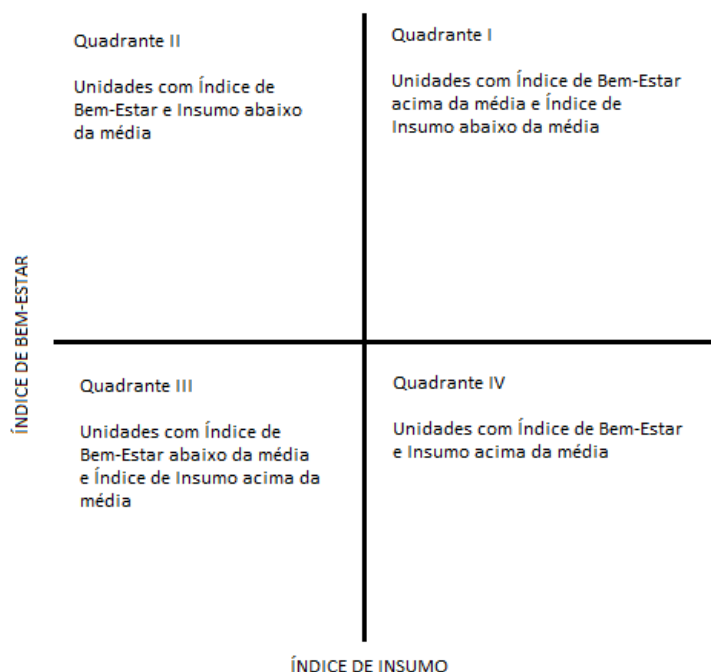 Quadrante II
Unidades com Índice de
Bem-Estar e Insumo abaixo
da média
Quadrante I
Unidades com Índice de Bem-Estar
acima da média e Índice de
Insumo abaixo da média
ÍNDICE DE BEM-ESTAR
Quadrante III
Unidades com Índice de
Bem-Estar abaixo da média
e Índice de Insumo acima da
média
Quadrante IV
Unidades com Índice de Bem-Estar
e Insumo acima da média
ÍNDICE DE INSUMO